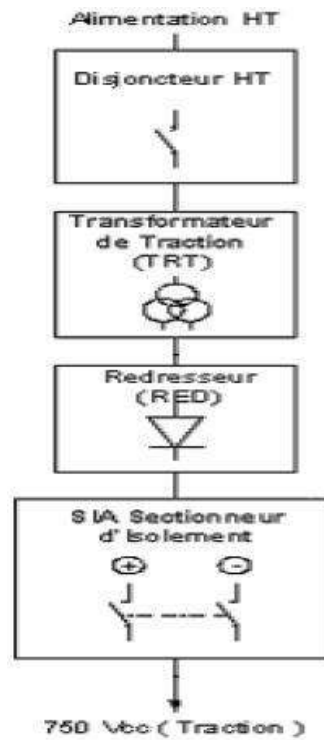 Alimentation HT
Disjoncteur HT
Transformateur
de Traction
(TRT)
Redresseur
(RED)
SIA Sectionneur
d'Isolement
+ -
750 Vcc ( Traction )